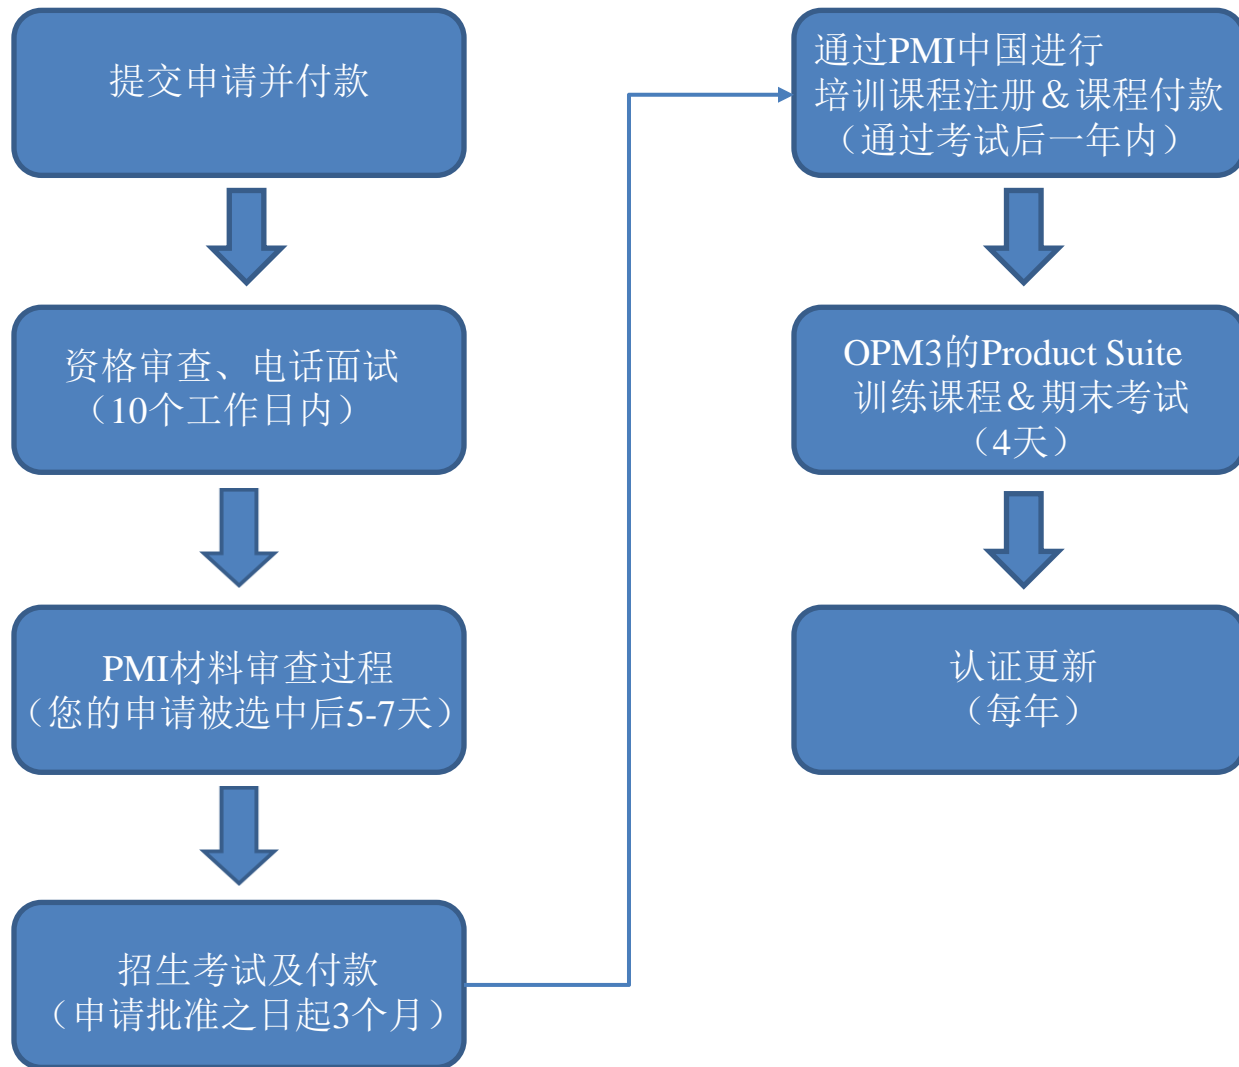 提交申请并付款
资格审查、电话面试
（10个工作日内）
PMI材料审查过程
（您的申请被选中后5-7天）
招生考试及付款
（申请批准之日起3个月）
通过PMI中国进行
培训课程注册＆课程付款
（通过考试后一年内）
OPM3的Product Suite
训练课程＆期末考试
（4天）
认证更新
（每年）